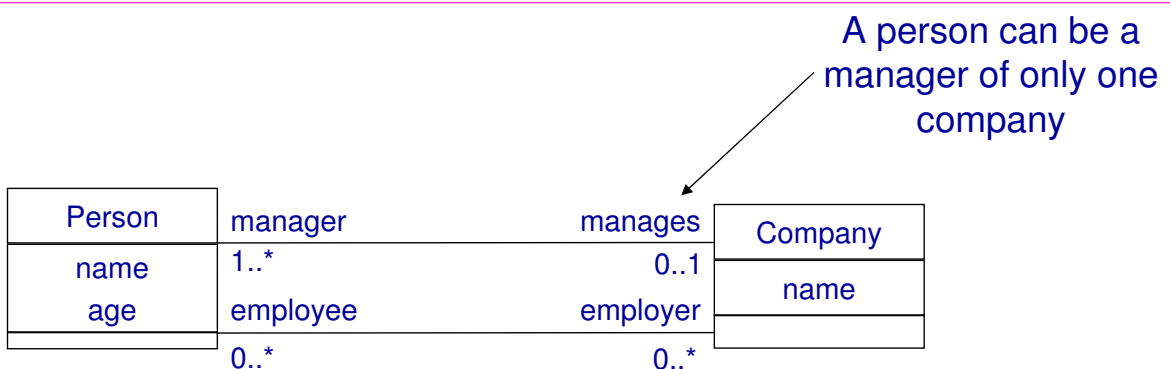 A person can be a
manager of only one
company
Person
manager
manages
Company
name
1..*
0..1
name
age
employee
employer
0..*
0..*